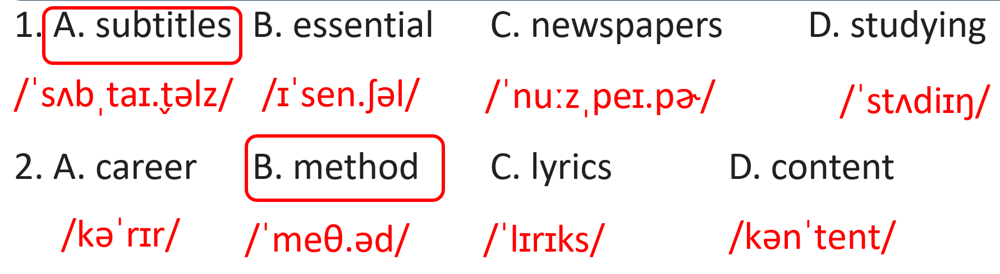 1. A. subtitles B. essential C. newspapers D. studying
/ˈsʌbˌtaɪ.t̬əlz/ /ɪˈsen.ʃəl/ /ˈnuːzˌpeɪ.pɚ/ /ˈstʌdiɪŋ/
2. A. career B. method C. lyrics D. content
/kəˈrɪr/ /ˈmeθ.əd/ /ˈlɪrɪks/ /kənˈtent/